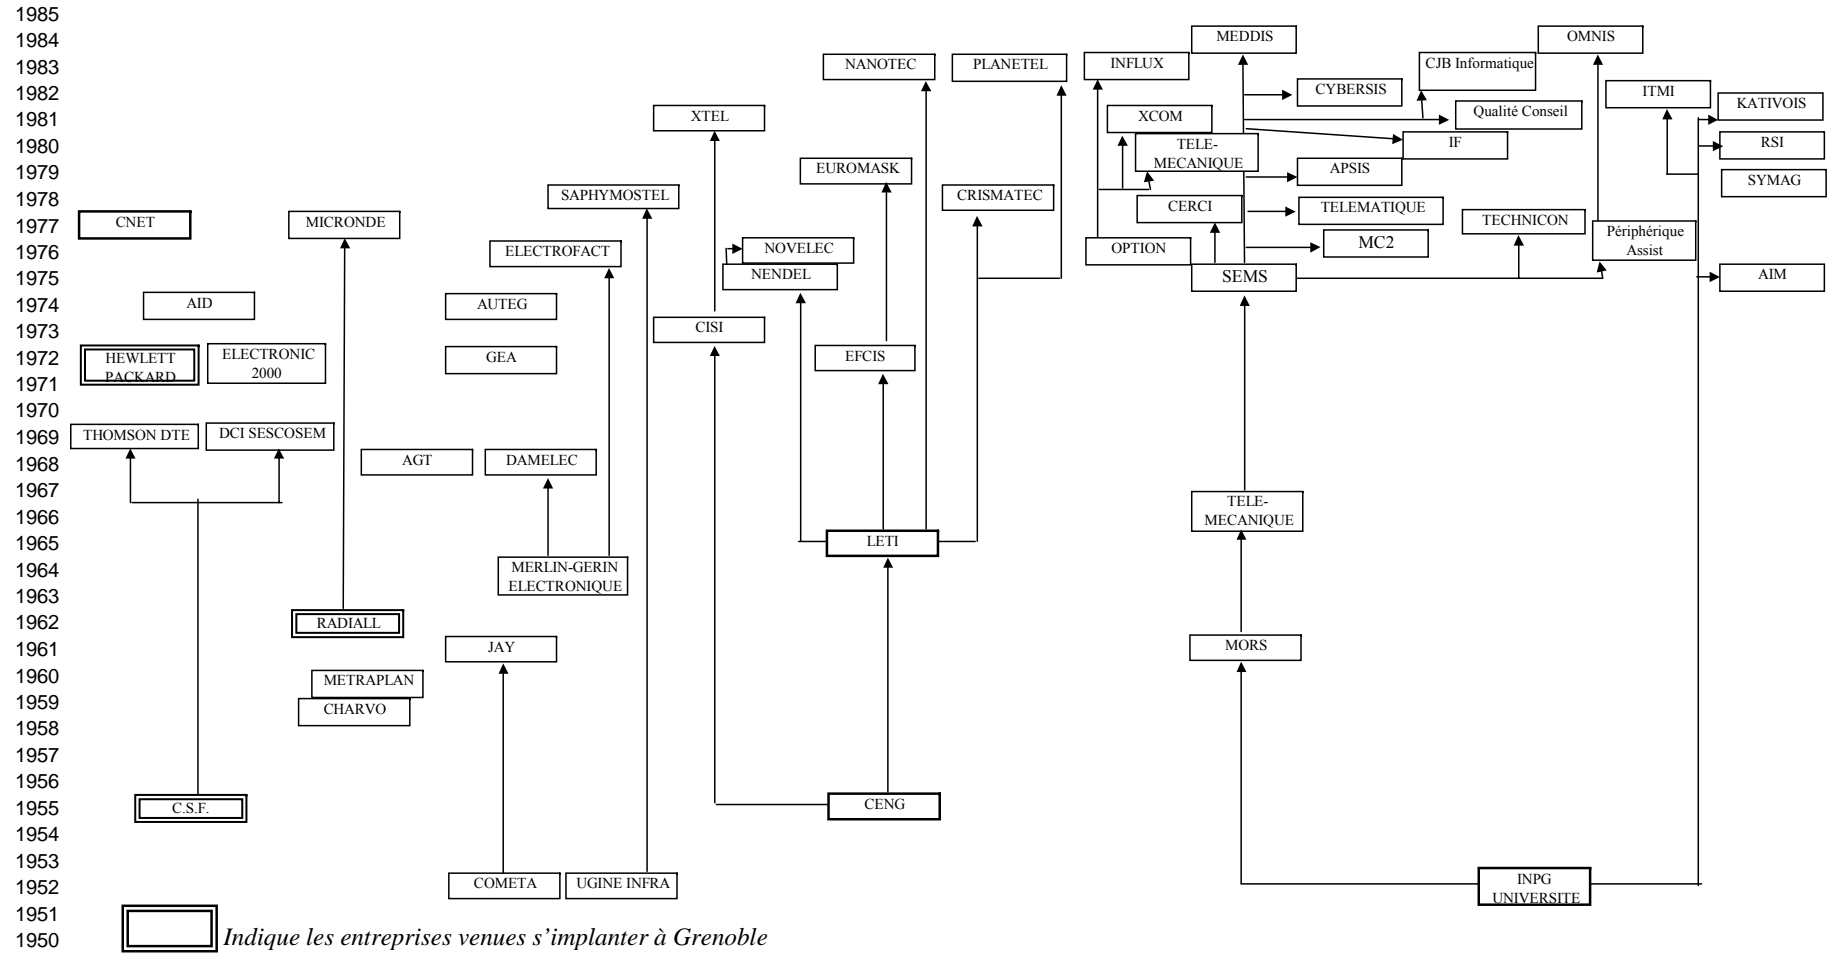 1985
1984
MEDDIS
OMNIS
1983
NANOTEC
PLANETEL
INFLUX
CJB Informatique
1982
CYBERSIS
ITMI
KATIVOIS
1981
XTEL
XCOM
Qualité Conseil
1980
TELE-
MECANIQUE
IF
RSI
1979
EUROMASK
APSIS
SYMAG
1978
SAPHYMOSTEL
CRISMATEC
CERCI
TELEMATIQUE
1977
CNET
MICRONDE
TECHNICON
Périphérique
Assist
1976
ELECTROFACT
NOVELEC
OPTION
MC2
1975
NENDEL
SEMS
AIM
1974
AID
AUTEG
1973
CISI
1972
HEWLETT
PACKARD
ELECTRONIC
2000
GEA
EFCIS
1971
1970
1969
THOMSON DTE
DCI SESCOSEM
1968
AGT
DAMELEC
1967
TELE-
MECANIQUE
1966
1965
LETI
1964
MERLIN-GERIN
ELECTRONIQUE
1963
1962
RADIALL
1961
JAY
MORS
1960
METRAPLAN
1959
CHARVO
1958
1957
1956
1955
C.S.F.
CENG
1954
1953
1952
COMETA
UGINE INFRA
INPG
UNIVERSITE
1951
1950
Indique les entreprises venues s’implanter à Grenoble